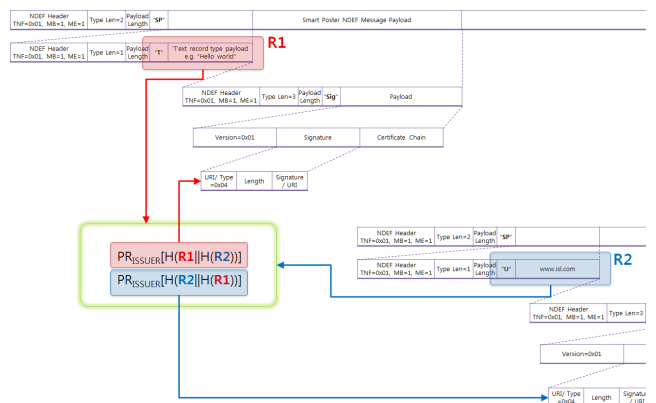 NDEF Header
TNF=0x01, MB=1, ME=1
Type Len=2
Payload
Length
"SP"
Smart Poster NDEF Message Payload
NDEF Header
TNF=0x01, MB=1, ME=1
Type Len=1
Payload
Length
"T"
'Text record type payload
e.g. "Hello world"
R1
NDEF Header
TNF=0x01, MB=1, ME=1
Type Len=3
Payload
Length
"Sig"
Payload
Version=0x01
Signature
Certificate Chain
URI/ Type
=0x04
Length
Signature
/ URI
PRISSUER[H(R1||H(R2))]
PRISSUER[H(R2||H(R1))]
NDEF Header
TNF=0x01, MB=1, ME=1
Type Len=2
Payload
Length
"SP"
NDEF Header
TNF=0x01, MB=1, ME=1
Type Len=1
Payload
Length
"U"
www.isl.com
R2
NDEF Header
TNF=0x01, MB=1, ME=1
Type Len=3
Version=0x01
URI/ Type
=0x04
Length
Signatu
/ URI